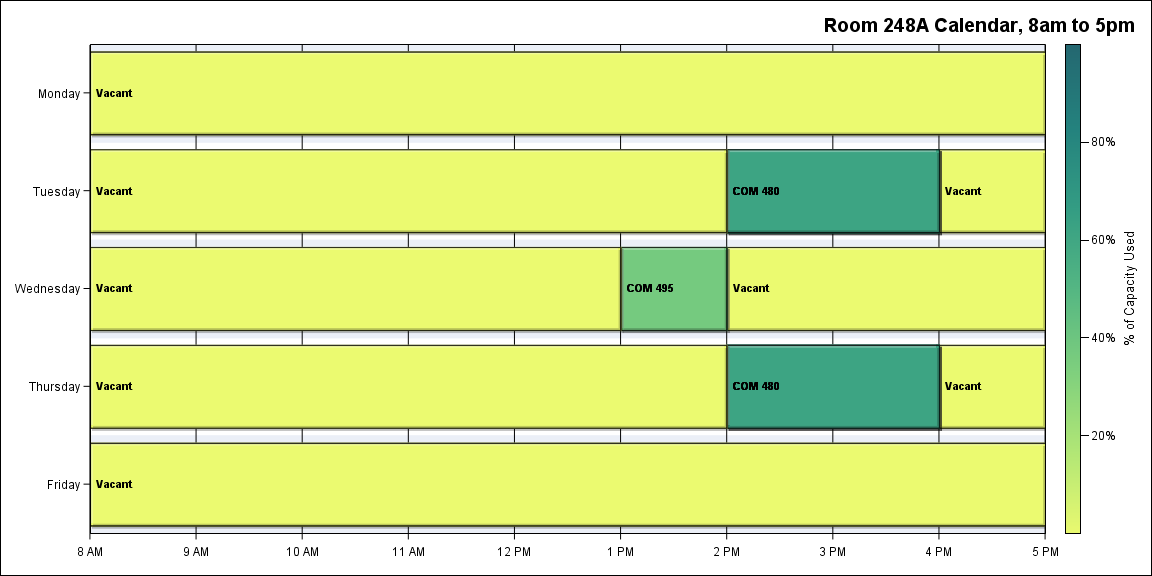 Room 248A Calendar, 8am to 5pm
Monday
Vacant
Tuesday
Vacant
COM 480
Vacant
Wednesday
Vacant
COM 495
Vacant
Thursday
Vacant
COM 480
Vacant
Friday
Vacant
8 AM
9 AM
10 AM
11 AM
12 PM
1 PM
2 PM
3 PM
4 PM
5 PM
80%
60%
40%
20%
% of Capacity Used